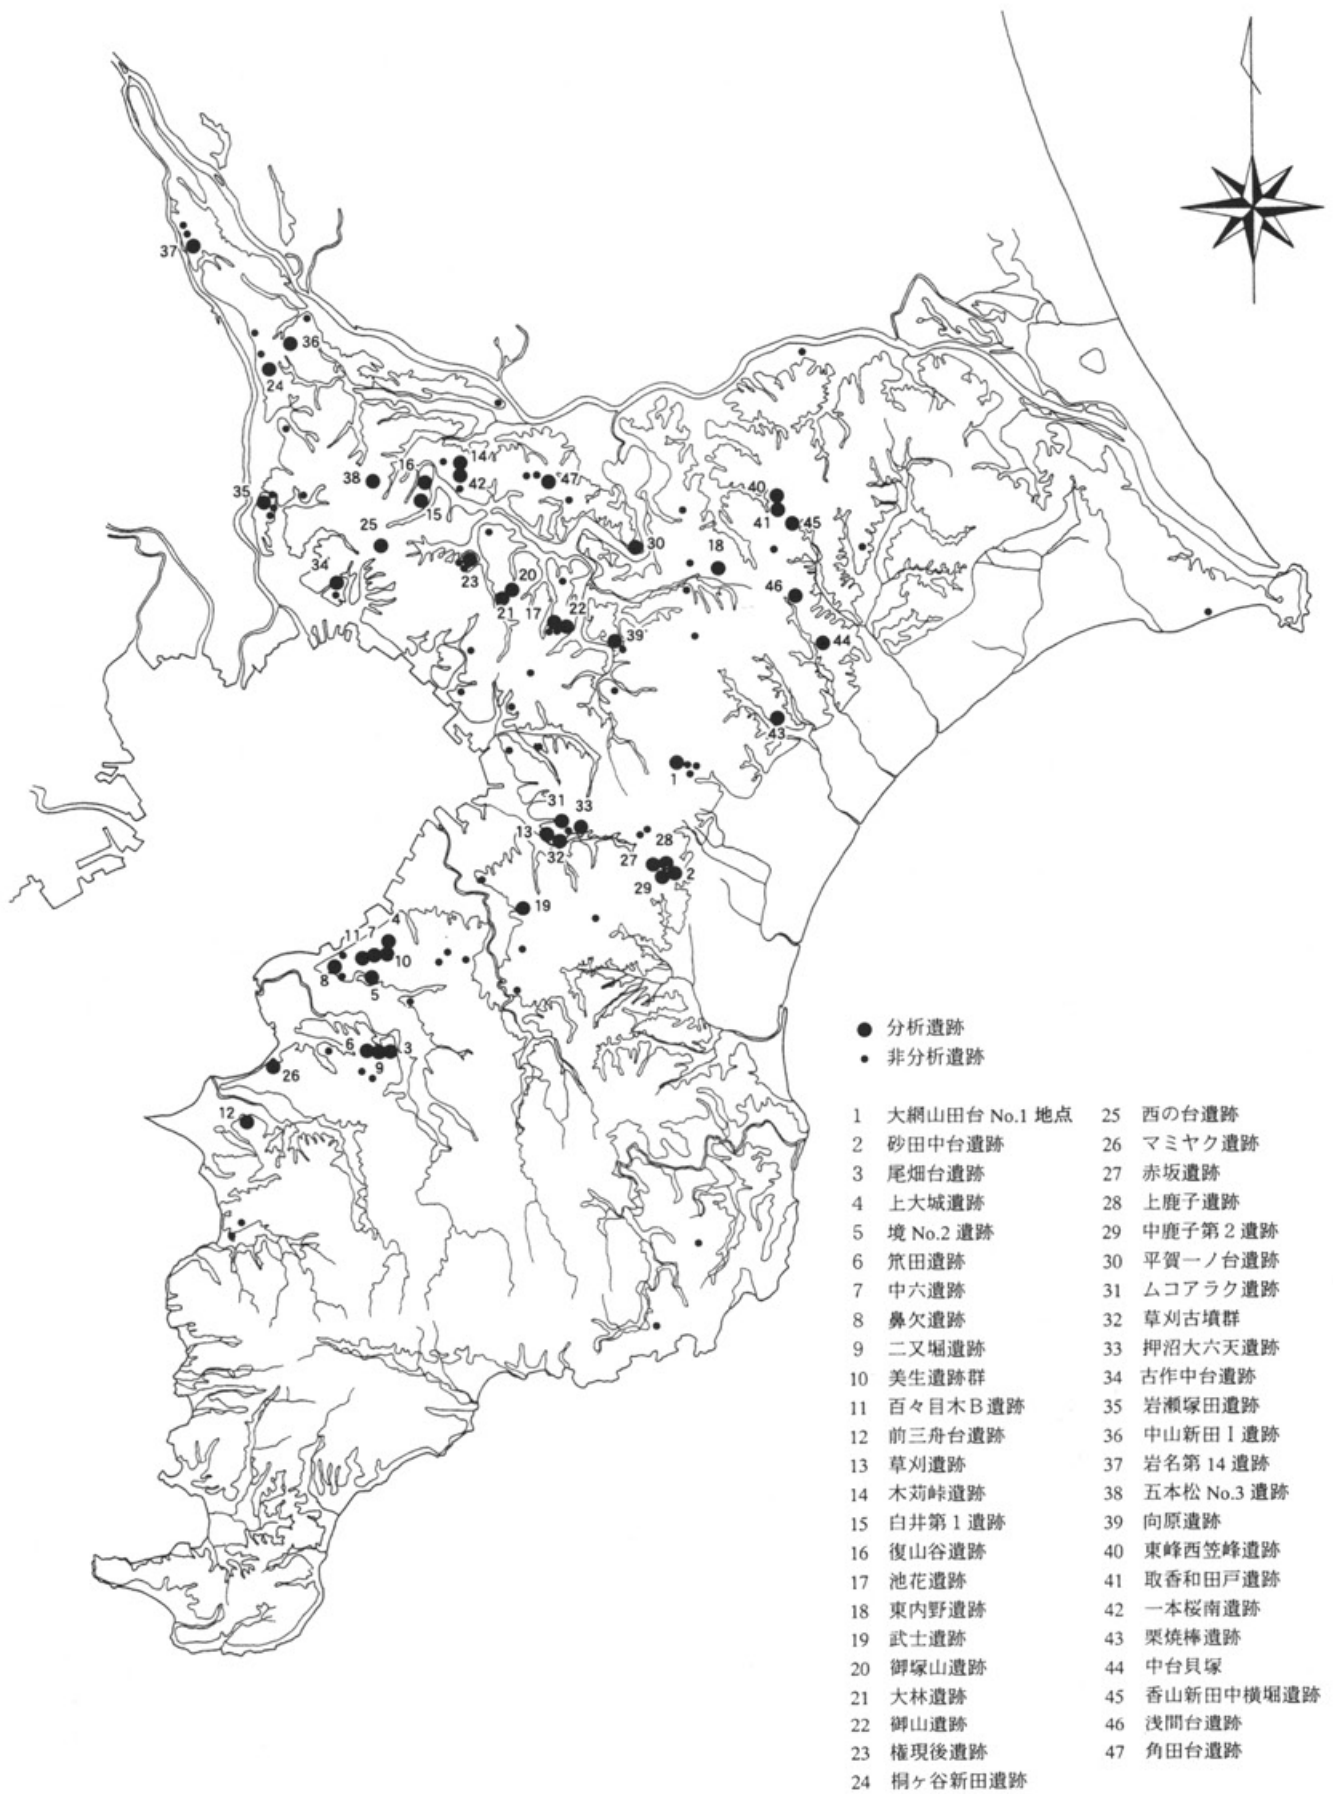 37
36
24
14
16
38
42
47
35
15
40
41
45
25
30
18
34
23
20
46
21
17
22
39
44
43
1
31
33
13
32
28
27
2
29
19
4
11
7
10
8
5
6
3
9
26
12
分析遺跡
非分析遺跡
1 大網山田台 No.1 地点
2 砂田中台遺跡
3 尾畑台遺跡
4 上大城遺跡
5 境 No.2 遺跡
6 笊田遺跡
7 中六遺跡
8 鼻欠遺跡
9 二又堀遺跡
10 美生遺跡群
11 百々目木B遺跡
12 前三舟台遺跡
13 草刈遺跡
14 木苅峠遺跡
15 白井第1遺跡
16 復山谷遺跡
17 池花遺跡
18 東内野遺跡
19 武士遺跡
20 御塚山遺跡
21 大林遺跡
22 御山遺跡
23 権現後遺跡
24 桐ヶ谷新田遺跡
25 西の台遺跡
26 マミヤク遺跡
27 赤坂遺跡
28 上鹿子遺跡
29 中鹿子第2遺跡
30 平賀一ノ台遺跡
31 ムコアラク遺跡
32 草刈古墳群
33 押沼大六天遺跡
34 古作中台遺跡
35 岩瀬塚田遺跡
36 中山新田Ⅰ遺跡
37 岩名第14遺跡
38 五本松 No.3 遺跡
39 向原遺跡
40 東峰西笠峰遺跡
41 取香和田戸遺跡
42 一本桜南遺跡
43 栗焼棒遺跡
44 中台貝塚
45 香山新田中横堀遺跡
46 浅間台遺跡
47 角田台遺跡